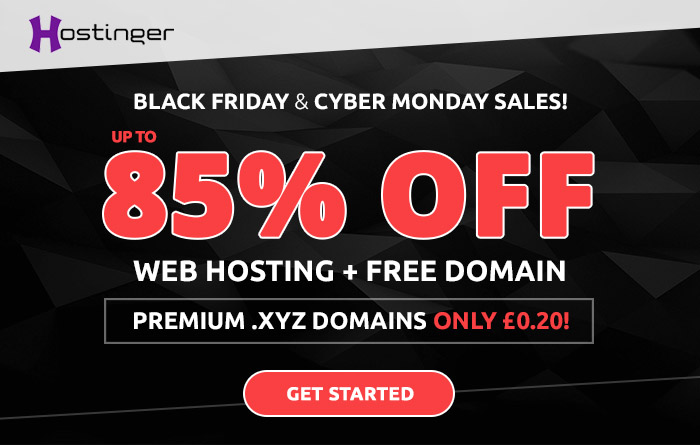 Hostinger
BLACK FRIDAY & CYBER MONDAY SALES!
UP TO
85% OFF
WEB HOSTING + FREE DOMAIN
PREMIUM .XYZ DOMAINS ONLY £0.20!
GET STARTED